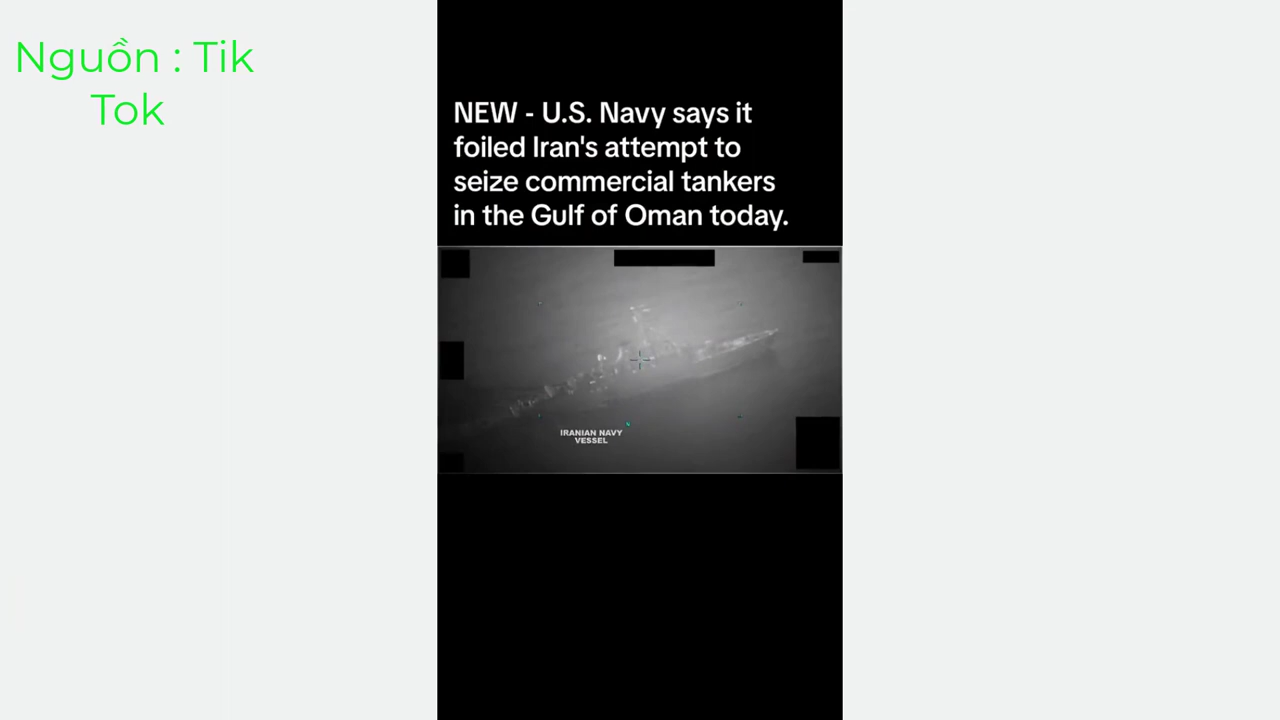 Nguồn : Tik
Tok
NEW - U.S. Navy says it
foiled Iran's attempt to
seize commercial tankers
in the Gulf of Oman today.
IRANIAN NAVY
VESSEL